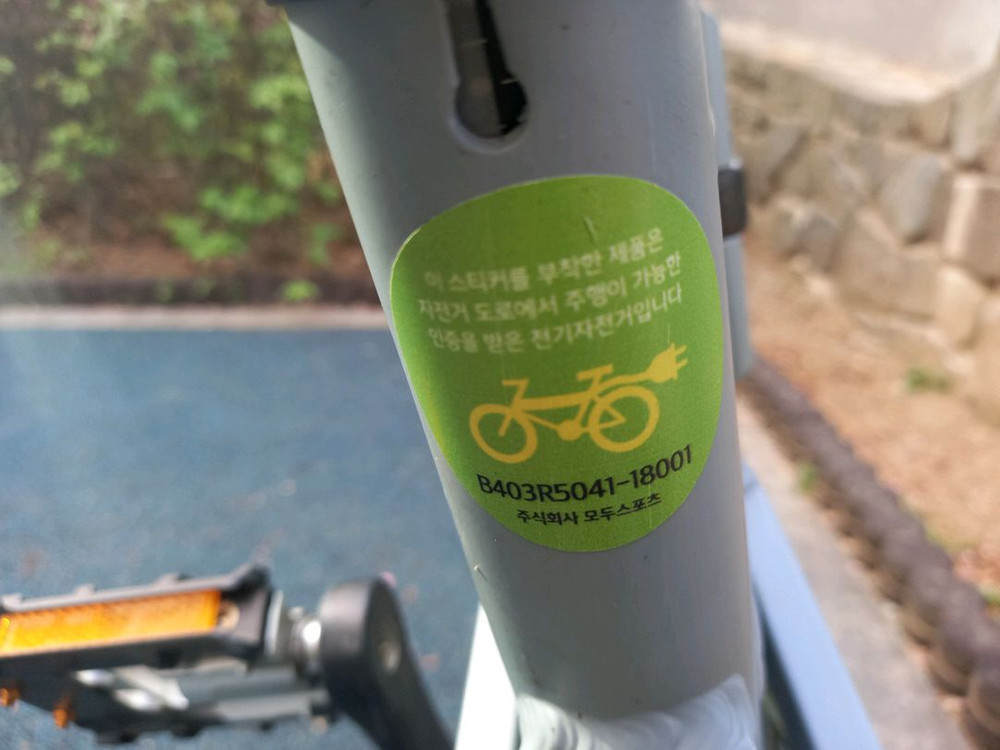 이 스티커를 부착한 제품은
자전거 도로에서 주행이 가능한
인증을 받은 전기자전거입니다
B403R5041-18001
주식회사 모두스포츠